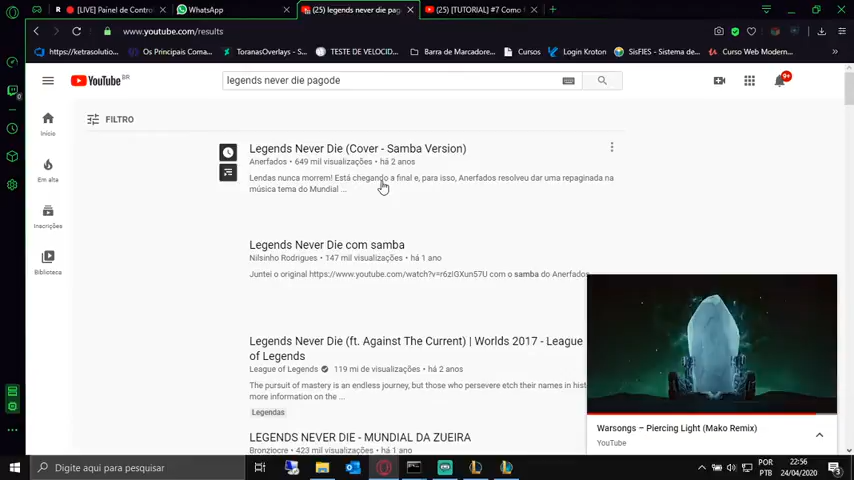 R [LIVE] Painel de Control
WhatsApp
(25) legends never die pag
(25) [TUTORIAL] #7 Como
www.youtube.com/results
https://ketrasolutio...
Os Principais Coma...
ToranasOverlays - S...
TESTE DE VELOCID...
Barra de Marcador...
Cursos
Login Kroton
SisFIES - Sistema de...
Curso Web Modern...
YouTube BR
legends never die pagode
9+
FILTRO
Início
Em alta
Inscrições
Biblioteca
Legends Never Die (Cover - Samba Version)
Anerfados • 649 mil visualizações • há 2 anos
Lendas nunca morrem! Está chegando a final e, para isso, Anerfados resolveu dar uma repaginada na
música tema do Mundial ...
Legends Never Die com samba
Nilsinho Rodrigues • 147 mil visualizações • há 1 ano
Juntei o original https://www.youtube.com/watch?v=r6zIGXun57U com o samba do Anerfados
Legends Never Die (ft. Against The Current) | Worlds 2017 - League
of Legends
League of Legends • 119 mi de visualizações • há 2 anos
The pursuit of mastery is an endless journey, but those who persevere etch their names in hist
more information on the ...
Legendas
LEGENDS NEVER DIE - MUNDIAL DA ZUEIRA
Bronziocre • 423 mil visualizações • há 1 ano
Warsongs – Piercing Light (Mako Remix)
YouTube
Digite aqui para pesquisar
POR
PTB
22:56
24/04/2020
3